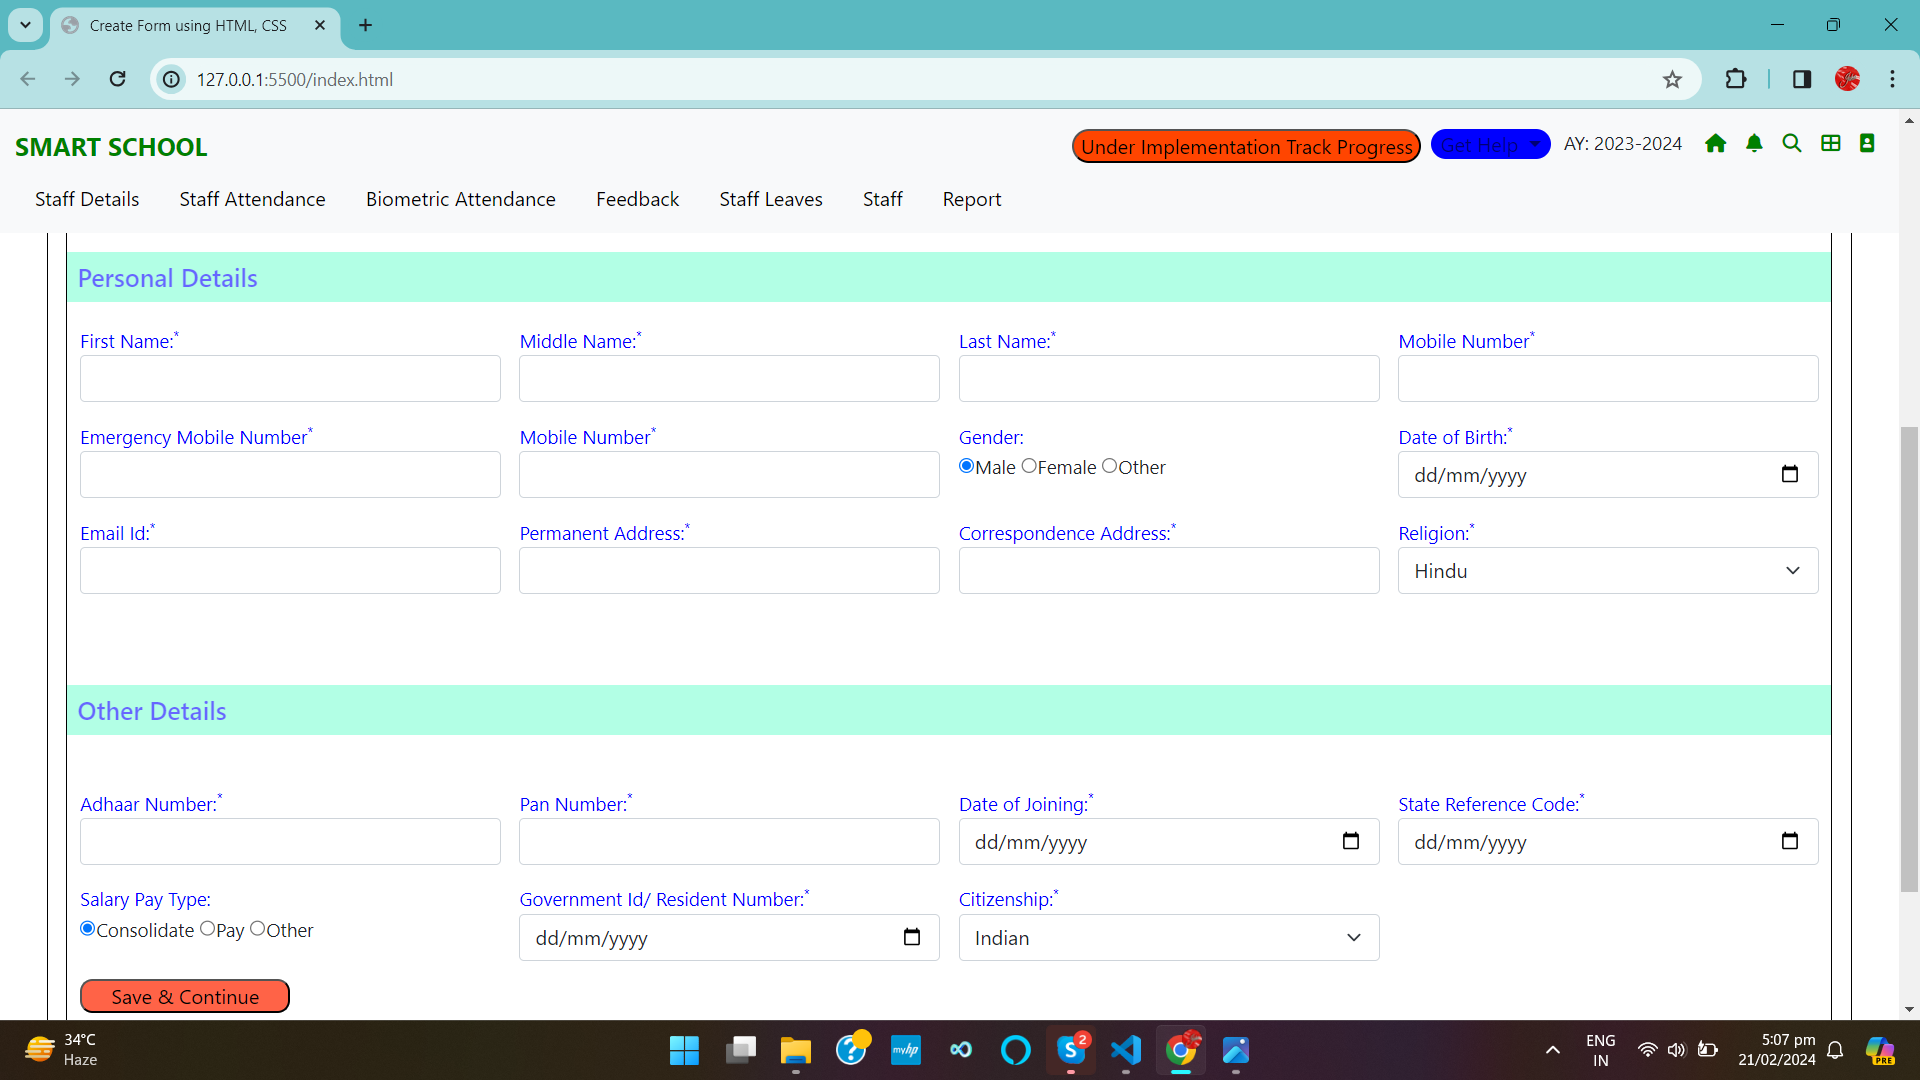 Create Form using HTML, CSS
127.0.0.1:5500/index.html
SMART SCHOOL
Under Implementation Track Progress
Get Help
AY: 2023-2024
Staff Details
Staff Attendance
Biometric Attendance
Feedback
Staff Leaves
Staff
Report
Personal Details
First Name:*
Middle Name:*
Last Name:*
Mobile Number*
Emergency Mobile Number*
Mobile Number*
Gender:
Date of Birth:*
Male Female Other
dd/mm/yyyy
Email Id:*
Permanent Address:*
Correspondence Address:*
Religion:*
Hindu
Other Details
Adhaar Number:*
Pan Number:*
Date of Joining:*
State Reference Code:*
dd/mm/yyyy
dd/mm/yyyy
Salary Pay Type:
Government Id/ Resident Number:*
Citizenship:*
Consolidate Pay Other
dd/mm/yyyy
Indian
Save & Continue
34°C
Haze
myhp
S
2
ENG
IN
5:07 pm
21/02/2024
PRE